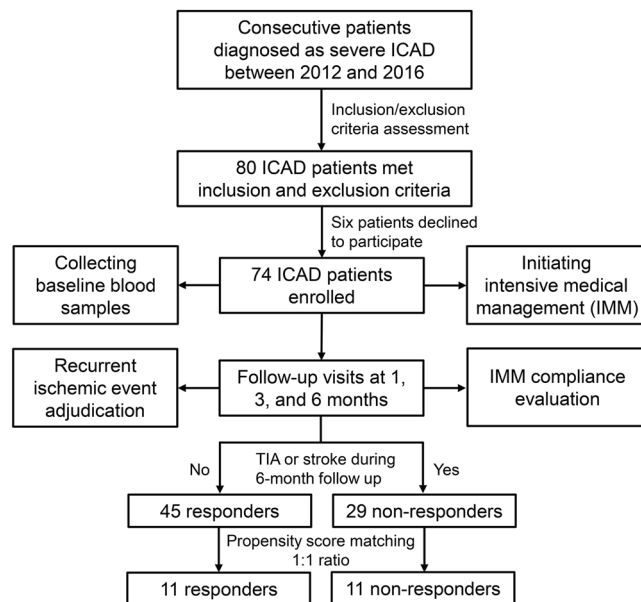 Consecutive patients
diagnosed as severe ICAD
between 2012 and 2016
Inclusion/exclusion
criteria assessment
80 ICAD patients met
inclusion and exclusion criteria
Six patients declined
to participate
Collecting
baseline blood
samples
74 ICAD patients
enrolled
Initiating
intensive medical
management (IMM)
Recurrent
ischemic event
adjudication
Follow-up visits at 1,
3, and 6 months
IMM compliance
evaluation
No
TIA or stroke during
6-month follow up
Yes
45 responders
29 non-responders
Propensity score matching
1:1 ratio
11 responders
11 non-responders